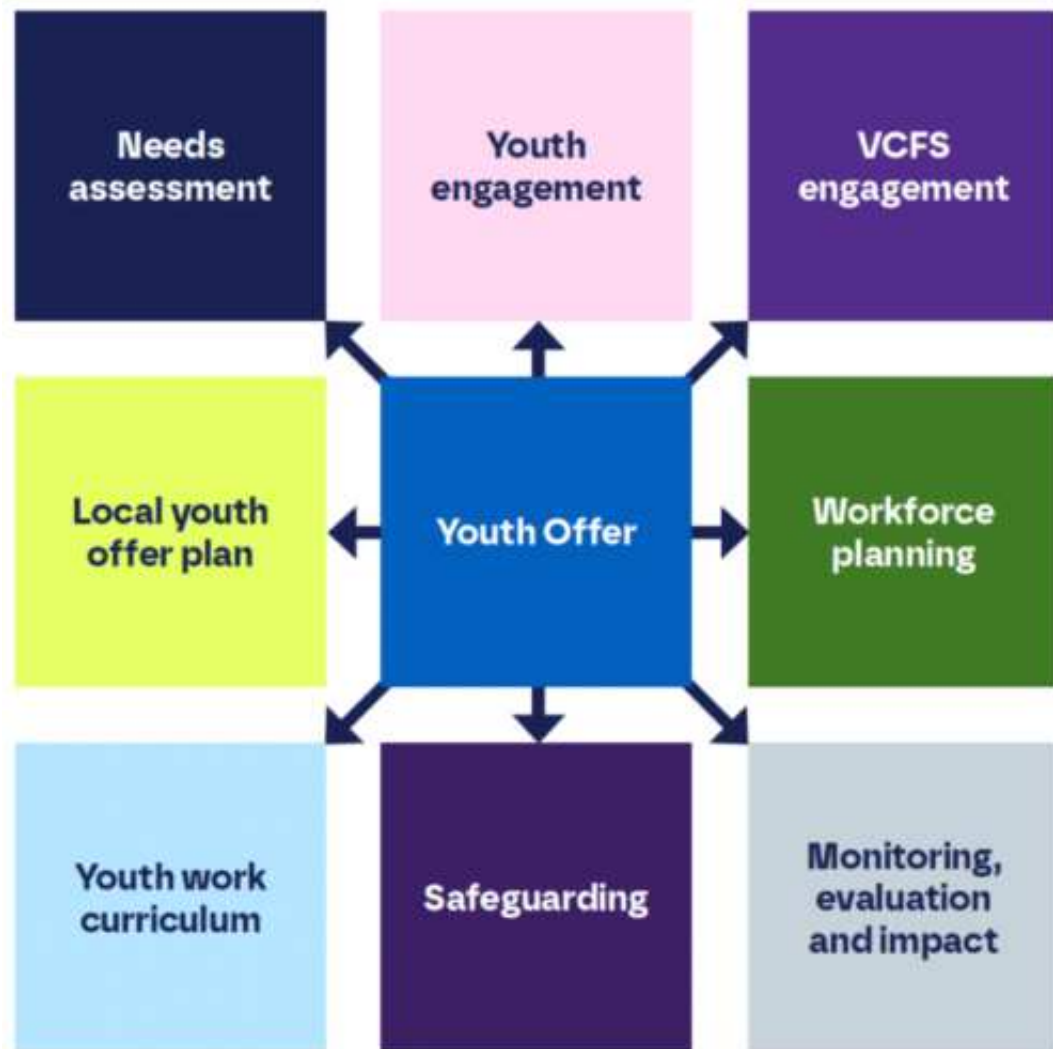 Needs
assessment
Youth
engagement
VCFS
engagement
Local youth
offer plan
Youth Offer
Workforce
planning
Youth work
curriculum
Safeguarding
Monitoring,
evaluation
and impact